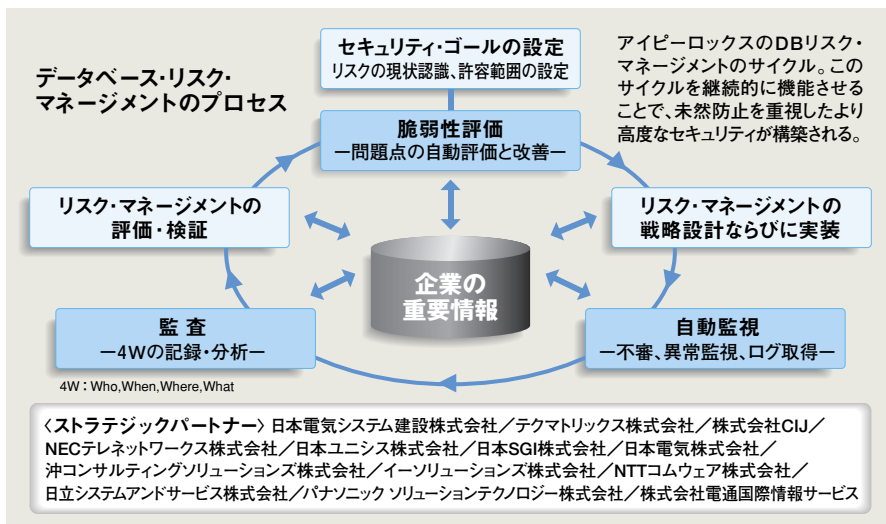 データベース・リスク・
マネージメントのプロセス
セキュリティ・ゴールの設定
リスクの現状認識、許容範囲の設定
アイピーロックスのDBリスク・
マネージメントのサイクル。この
サイクルを継続的に機能させる
ことで、未然防止を重視したより
高度なセキュリティが構築される。
脆弱性評価
―問題点の自動評価と改善―
リスク・マネージメントの
評価・検証
リスク・マネージメントの
戦略設計ならびに実装
企業の
重要情報
監 査
―4Wの記録・分析―
自動監視
―不審、異常監視、ログ取得―
4W：Who,When,Where,What
〈ストラテジックパートナー〉日本電気システム建設株式会社／テクマトリックス株式会社／株式会社CIJ／
NECテレネットワークス株式会社／日本ユニシス株式会社／日本SGI株式会社／日本電気株式会社／
沖コンサルティングソリューションズ株式会社／イーソリューションズ株式会社／NTTコムウェア株式会社／
日立システムアンドサービス株式会社／パナソニック ソリューションテクノロジー株式会社／株式会社電通国際情報サービス